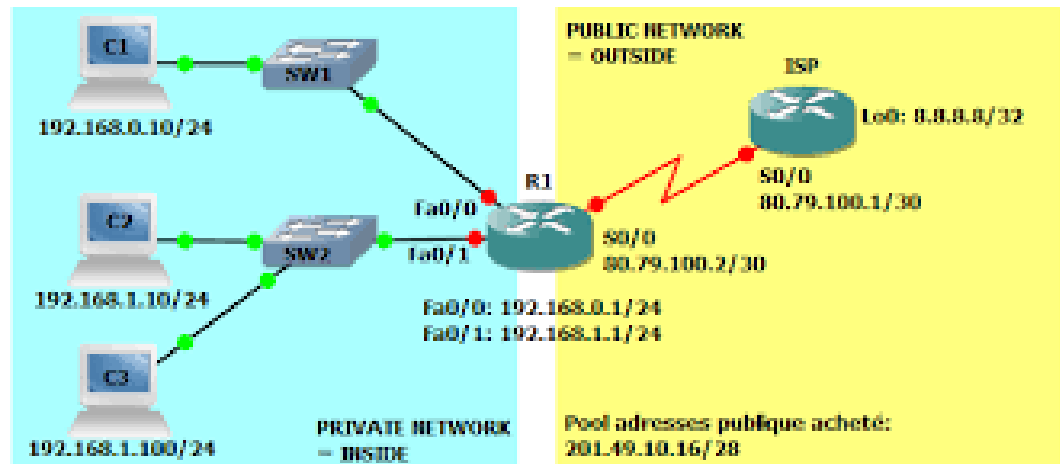 C1
SW1
192.168.0.10/24
C2
SW2
192.168.1.10/24
C3
192.168.1.100/24
PRIVATE NETWORK
= INSIDE
R1
Fa0/0
Fa0/1
S0/0
80.79.100.2/30
Fa0/0: 192.168.0.1/24
Fa0/1: 192.168.1.1/24
PUBLIC NETWORK
= OUTSIDE
ISP
Lo0: 8.8.8.8/32
S0/0
80.79.100.1/30
Pool adresses publique acheté:
201.49.10.16/28